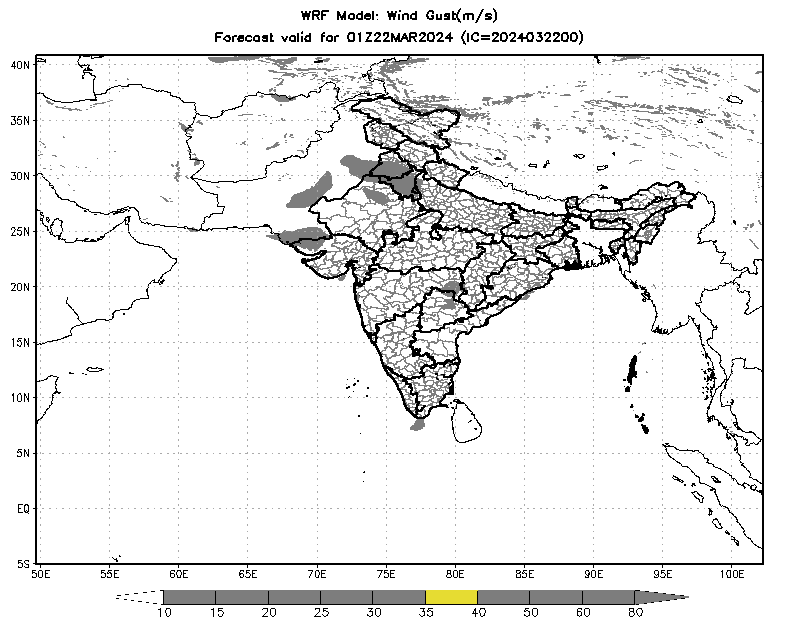 WRF Model: Wind Gust(m/s)
Forecast valid for 01Z22MAR2024 (IC=2024032200)
40N
35N
30N
25N
20N
15N
10N
5N
EQ
5S
50E 55E 60E 65E 70E 75E 80E 85E 90E 95E 100E
10 15 20 25 30 35 40 50 60 80